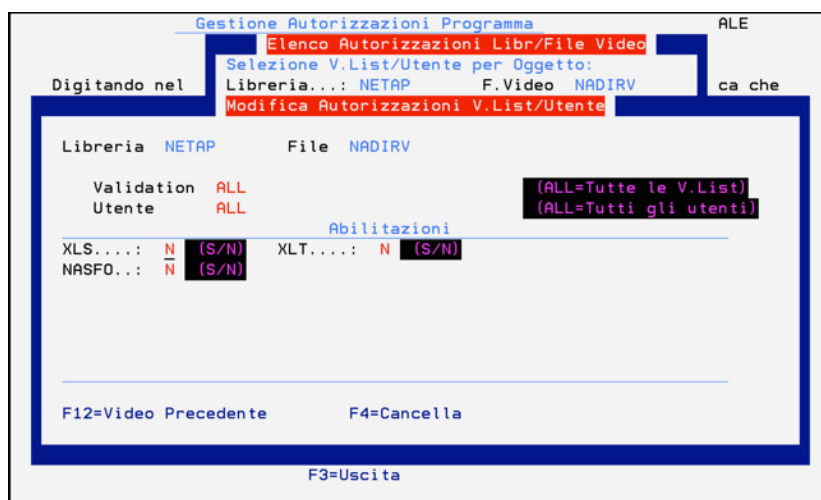 Gestione Autorizzazioni Programma ALE
Elenco Autorizzazioni Libr/File Video
Selezione V.List/Utente per Oggetto:
Digitando nel Libreria...: NETAP F.Video NADIRV ca che
Modifica Autorizzazioni V.List/Utente
Libreria NETAP File NADIRV
Validation ALL (ALL=Tutte le V.List)
Utente ALL (ALL=Tutti gli utenti)
Abilitazioni
XLS....: N (S/N) XLT....: N (S/N)
NASFO..: N (S/N)
F12=Video Precedente F4=Cancella
F3=Uscita